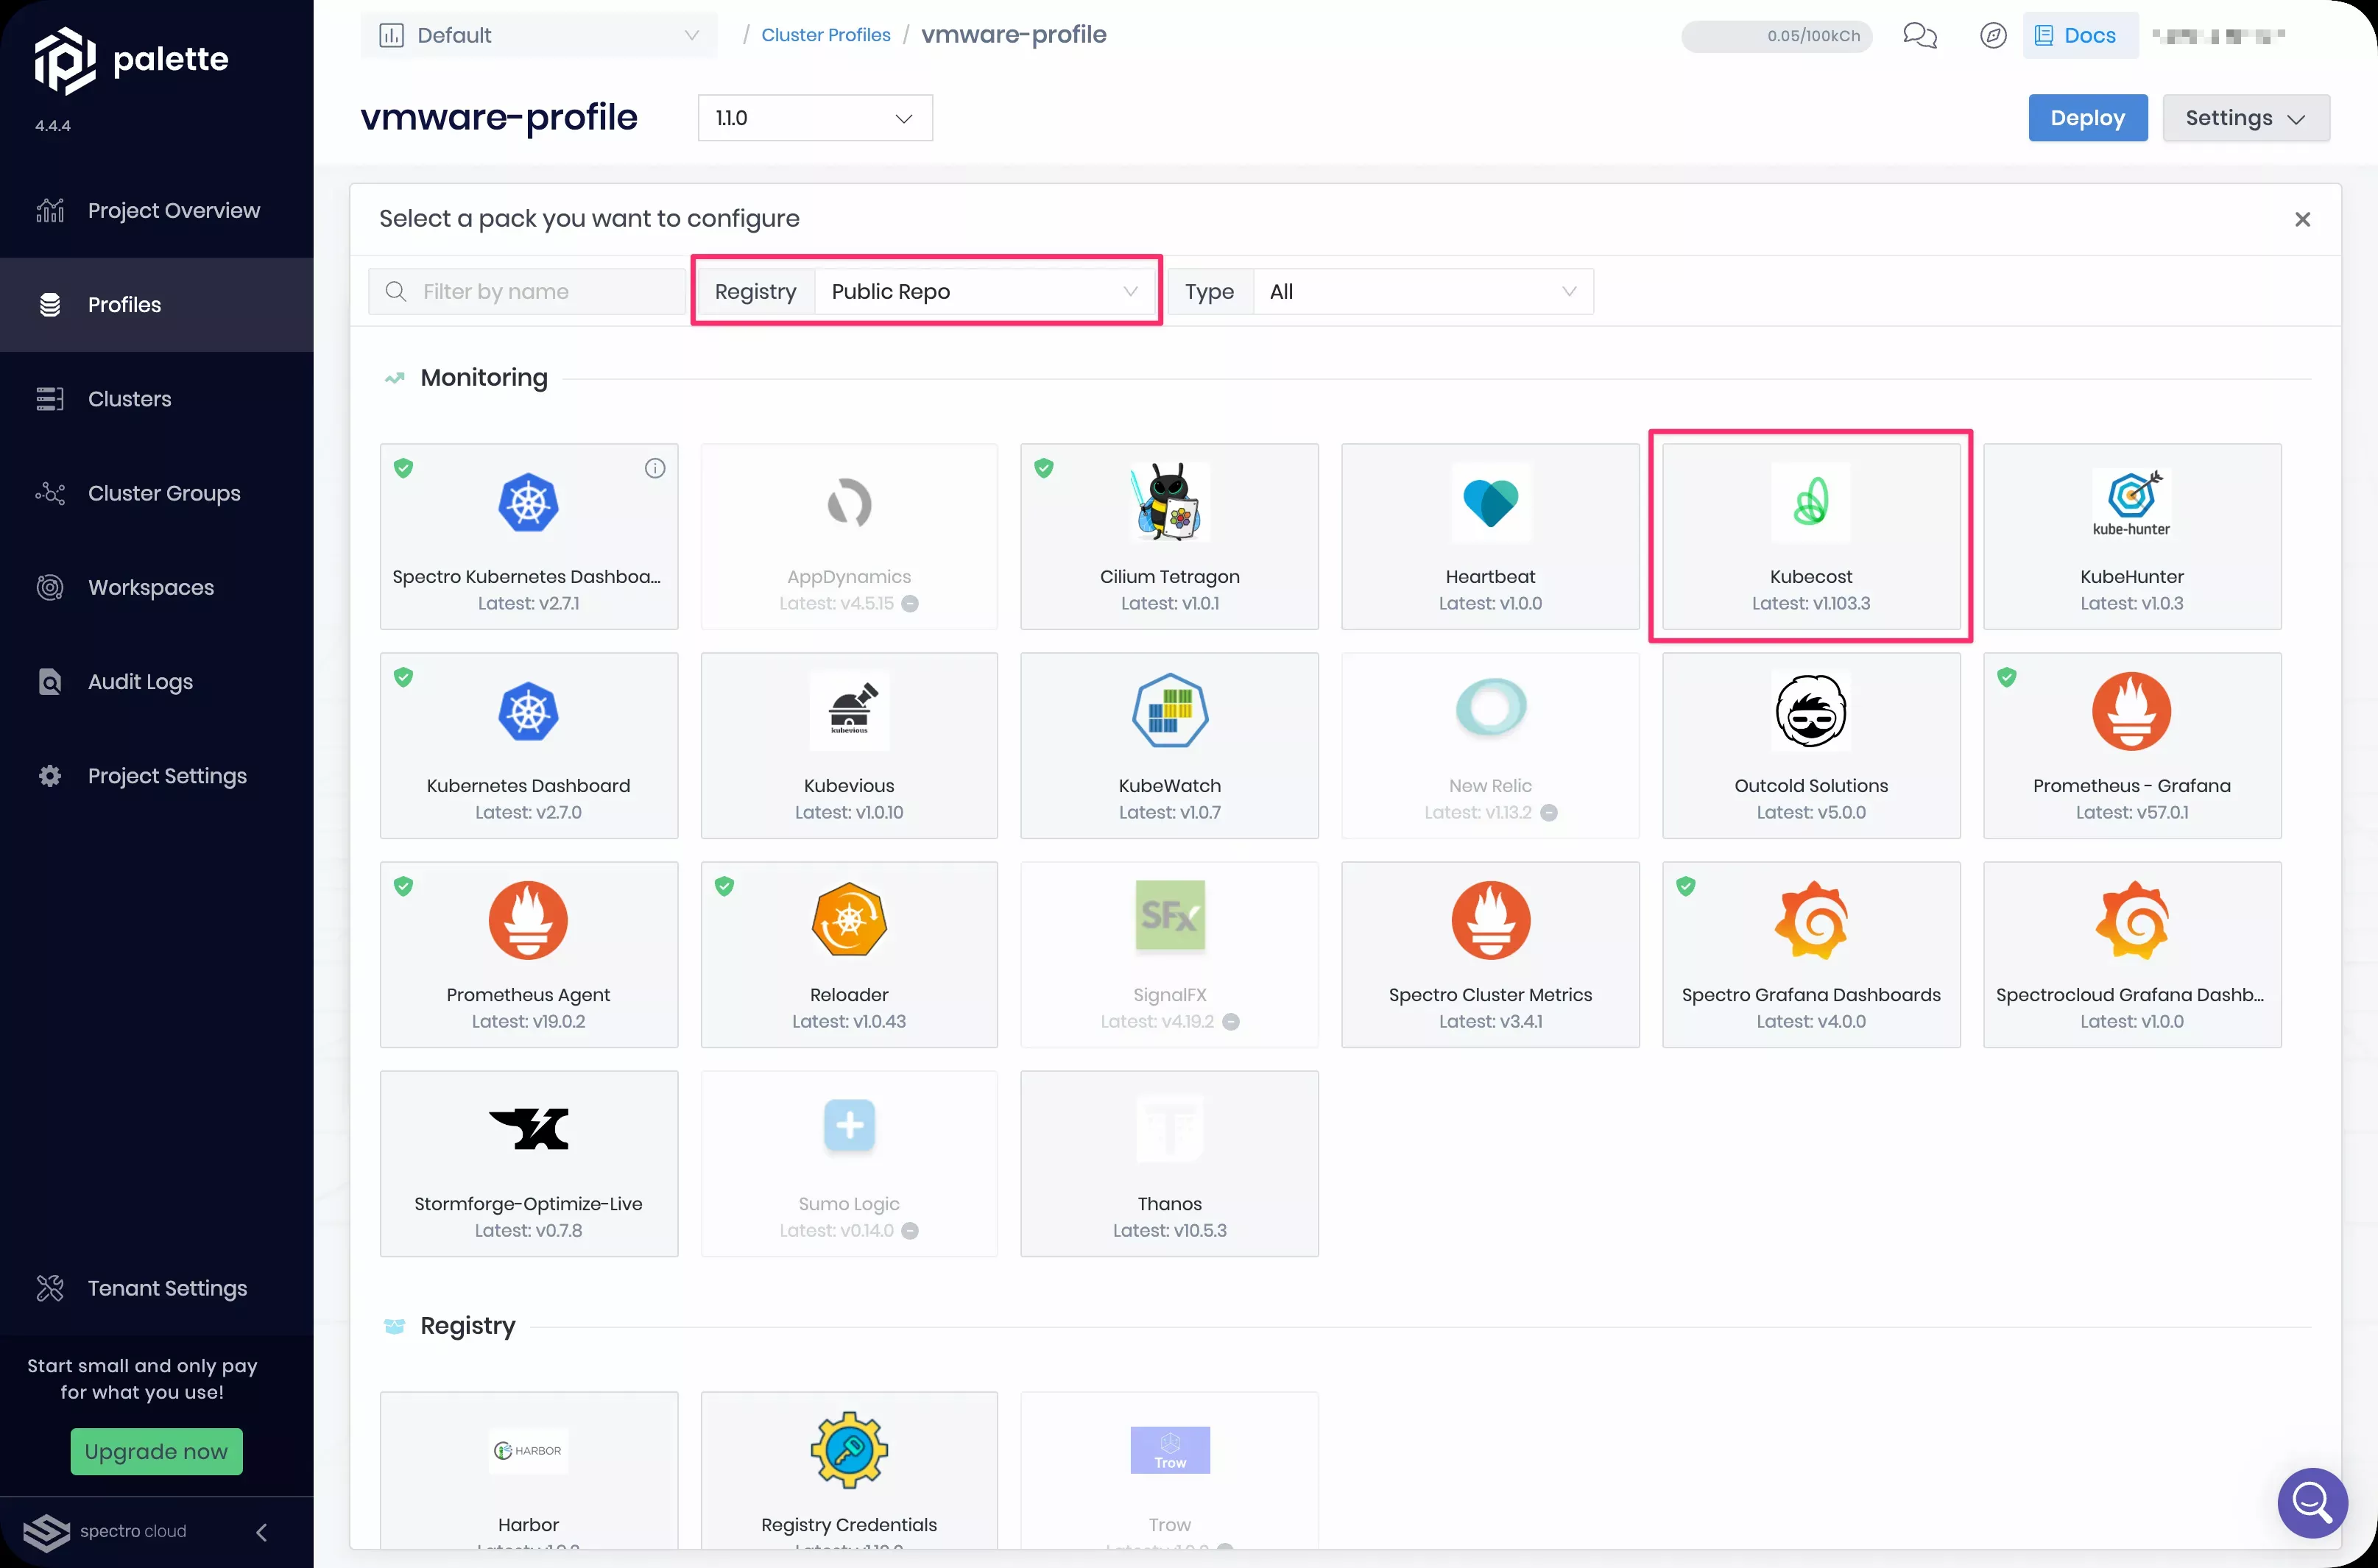 palette
4.4.4
Project Overview
Profiles
Clusters
Cluster Groups
Workspaces
Audit Logs
Project Settings
Tenant Settings
Start small and only pay
for what you use!
Upgrade now
spectro cloud
Default
/ Cluster Profiles / vmware-profile
0.05/100kCh
Docs
vmware-profile
1.1.0
Deploy
Settings
Select a pack you want to configure
Filter by name
Registry
Public Repo
Type
All
Monitoring
Spectro Kubernetes Dashboa...
Latest: v2.7.1
AppDynamics
Latest: v4.5.15
Cilium Tetragon
Latest: v1.0.1
Heartbeat
Latest: v1.0.0
Kubecost
Latest: v1.103.3
kube-hunter
KubeHunter
Latest: v1.0.3
Kubernetes Dashboard
Latest: v2.7.0
kubevious
Kubevious
Latest: v1.0.10
KubeWatch
Latest: v1.0.7
New Relic
Latest: v1.13.2
Outcold Solutions
Latest: v5.0.0
Prometheus - Grafana
Latest: v57.0.1
Prometheus Agent
Latest: v19.0.2
Reloader
Latest: v1.0.43
SFx
SignalFX
Latest: v4.19.2
Spectro Cluster Metrics
Latest: v3.4.1
Spectro Grafana Dashboards
Latest: v4.0.0
Spectrocloud Grafana Dashb...
Latest: v1.0.0
Stormforge-Optimize-Live
Latest: v0.7.8
Sumo Logic
Latest: v0.14.0
T
Thanos
Latest: v10.5.3
Registry
HARBOR
Harbor
Registry Credentials
Trow
Trow